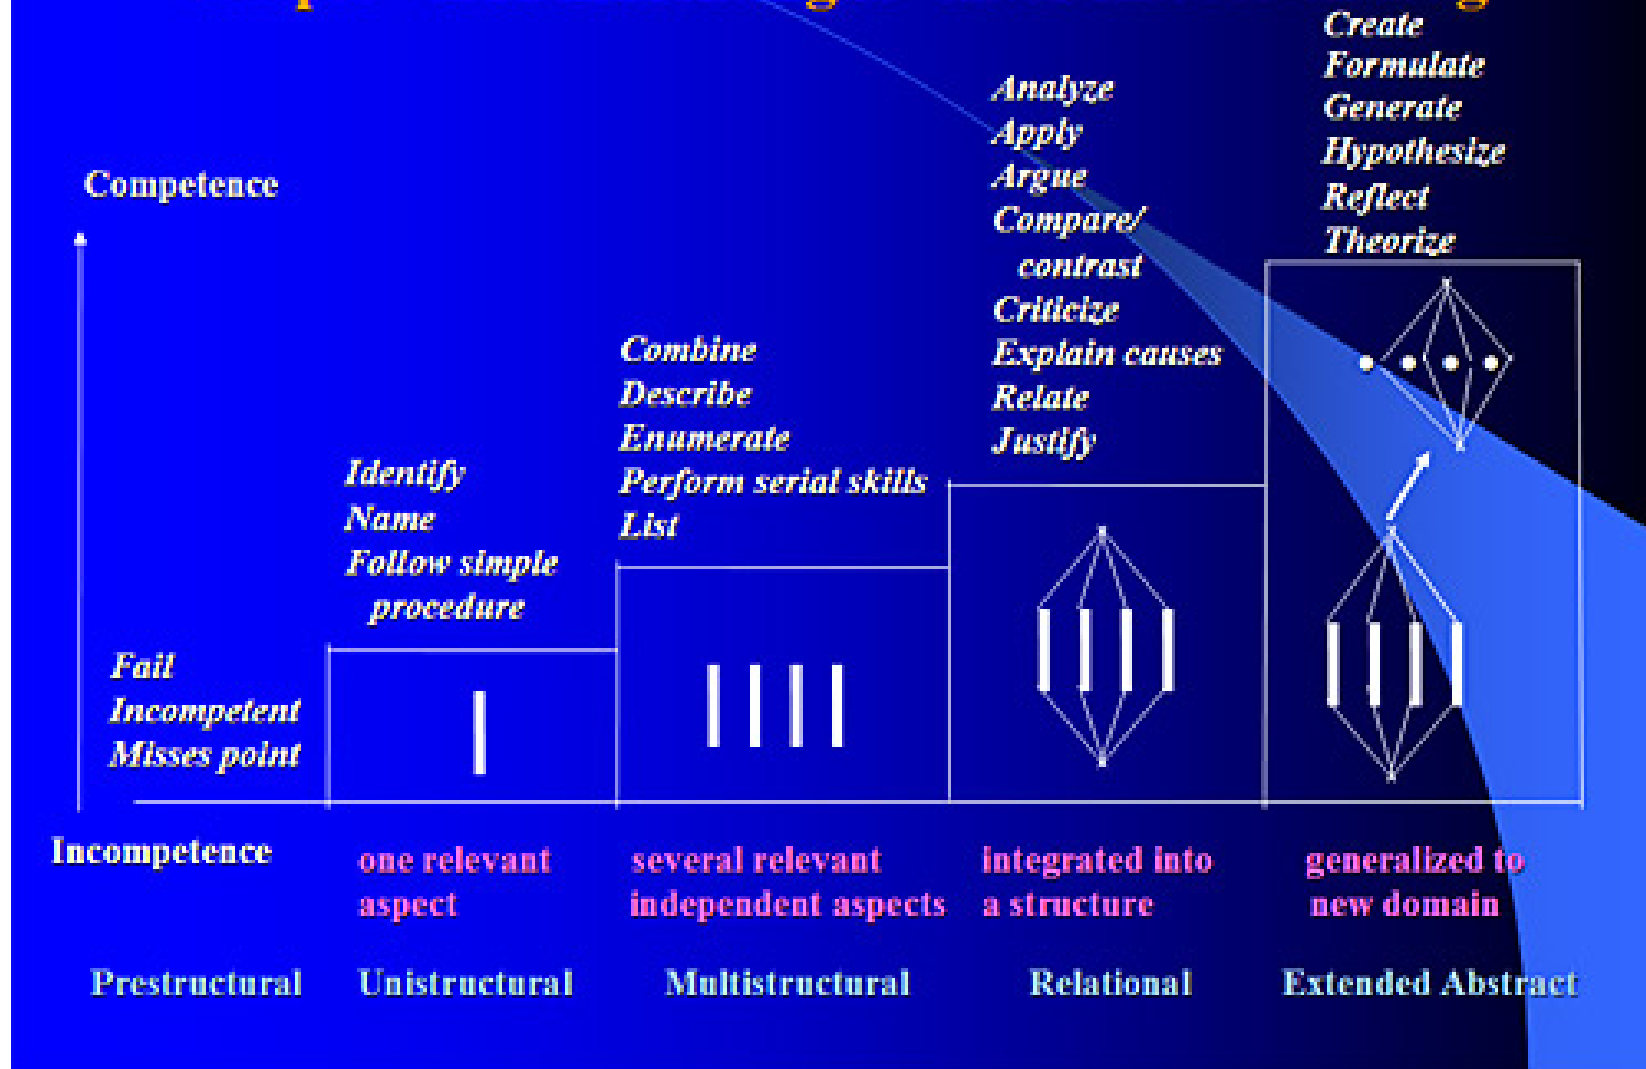 Create
Formulate
Generate
Hypothesize
Reflect
Theorize
Analyze
Apply
Argue
Compare/
contrast
Criticize
Explain causes
Relate
Justify
Competence
Combine
Describe
Enumerate
Perform serial skills
List
Identify
Name
Follow simple
procedure
Fail
Incompetent
Misses point
Incompetence
one relevant
aspect
several relevant
independent aspects
integrated into
a structure
generalized to
new domain
Prestructural
Unistructural
Multistructural
Relational
Extended Abstract